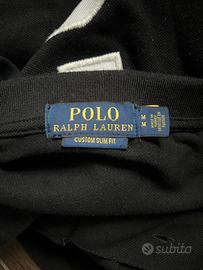 POLO
RALPH LAUREN
CUSTOM SLIM FIT
M
M
subito